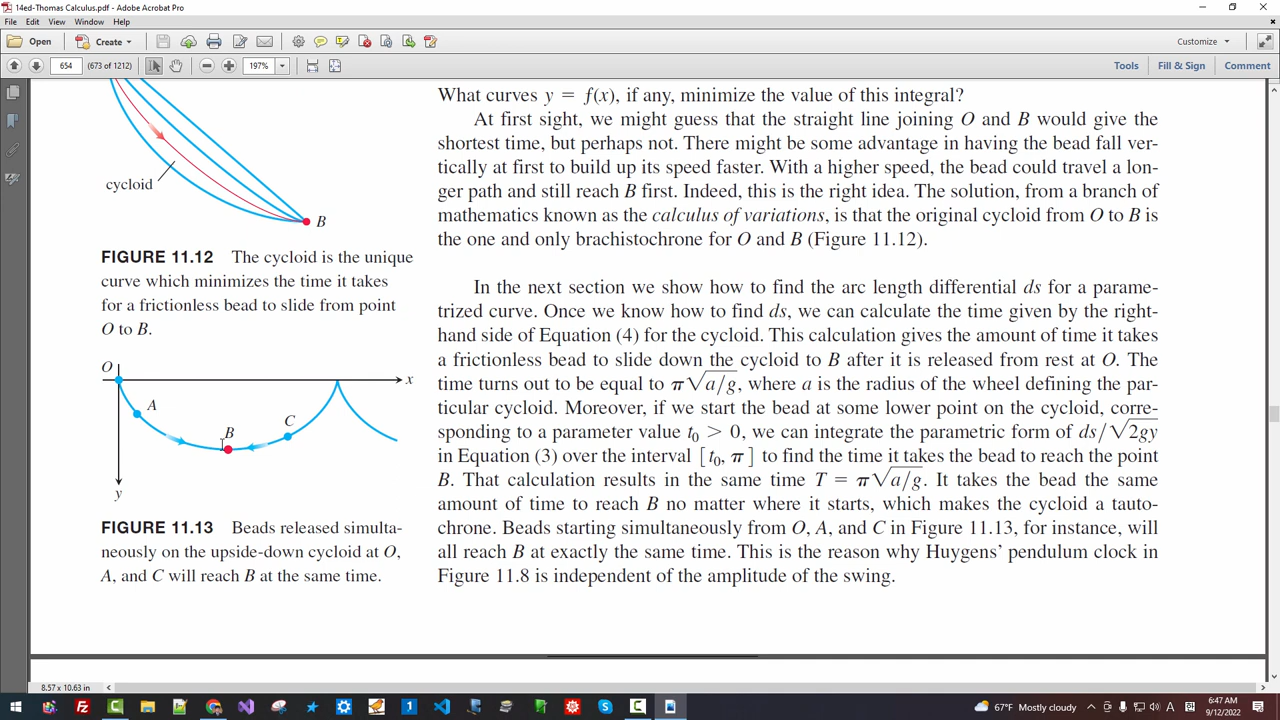 14ed-Thomas Calculus.pdf - Adobe Acrobat Pro
File Edit View Window Help
Open Create Customize
654 (673 of 1212) 197% Tools Fill & Sign Comment
cycloid
B
FIGURE 11.12 The cycloid is the unique
curve which minimizes the time it takes
for a frictionless bead to slide from point
O to B.
O
x
A
B
C
y
FIGURE 11.13 Beads released simulta-
neously on the upside-down cycloid at O,
A, and C will reach B at the same time.
What curves y = f(x), if any, minimize the value of this integral?
At first sight, we might guess that the straight line joining O and B would give the
shortest time, but perhaps not. There might be some advantage in having the bead fall ver-
tically at first to build up its speed faster. With a higher speed, the bead could travel a lon-
ger path and still reach B first. Indeed, this is the right idea. The solution, from a branch of
mathematics known as the calculus of variations, is that the original cycloid from O to B is
the one and only brachistochrone for O and B (Figure 11.12).
In the next section we show how to find the arc length differential ds for a parame-
trized curve. Once we know how to find ds, we can calculate the time given by the right-
hand side of Equation (4) for the cycloid. This calculation gives the amount of time it takes
a frictionless bead to slide down the cycloid to B after it is released from rest at O. The
time turns out to be equal to π√a/g, where a is the radius of the wheel defining the par-
ticular cycloid. Moreover, if we start the bead at some lower point on the cycloid, corre-
sponding to a parameter value t₀ > 0, we can integrate the parametric form of ds/√2gy
in Equation (3) over the interval [t₀, π] to find the time it takes the bead to reach the point
B. That calculation results in the same time T = π√a/g. It takes the bead the same
amount of time to reach B no matter where it starts, which makes the cycloid a tauto-
chrone. Beads starting simultaneously from O, A, and C in Figure 11.13, for instance, will
all reach B at exactly the same time. This is the reason why Huygens' pendulum clock in
Figure 11.8 is independent of the amplitude of the swing.
8.57 x 10.63 in
67°F Mostly cloudy
A
6:47 AM
9/12/2022